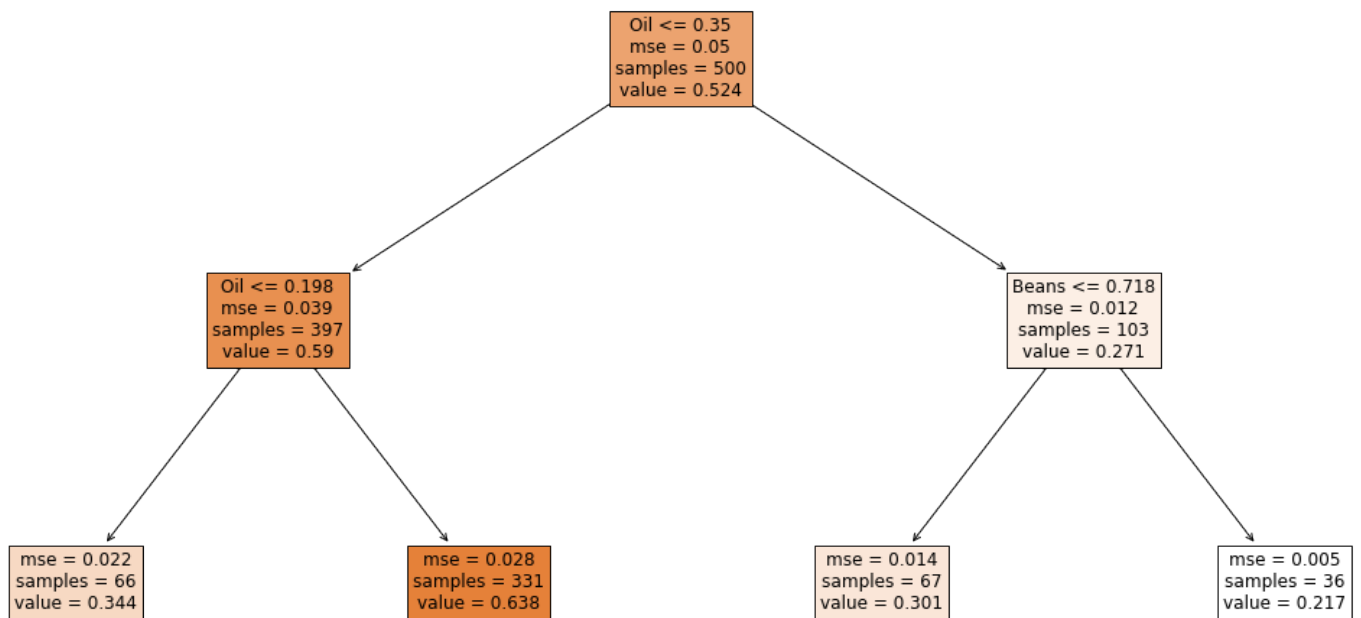 Oil <= 0.35
mse = 0.05
samples = 500
value = 0.524
Oil <= 0.198
mse = 0.039
samples = 397
value = 0.59
Beans <= 0.718
mse = 0.012
samples = 103
value = 0.271
mse = 0.022
samples = 66
value = 0.344
mse = 0.028
samples = 331
value = 0.638
mse = 0.014
samples = 67
value = 0.301
mse = 0.005
samples = 36
value = 0.217